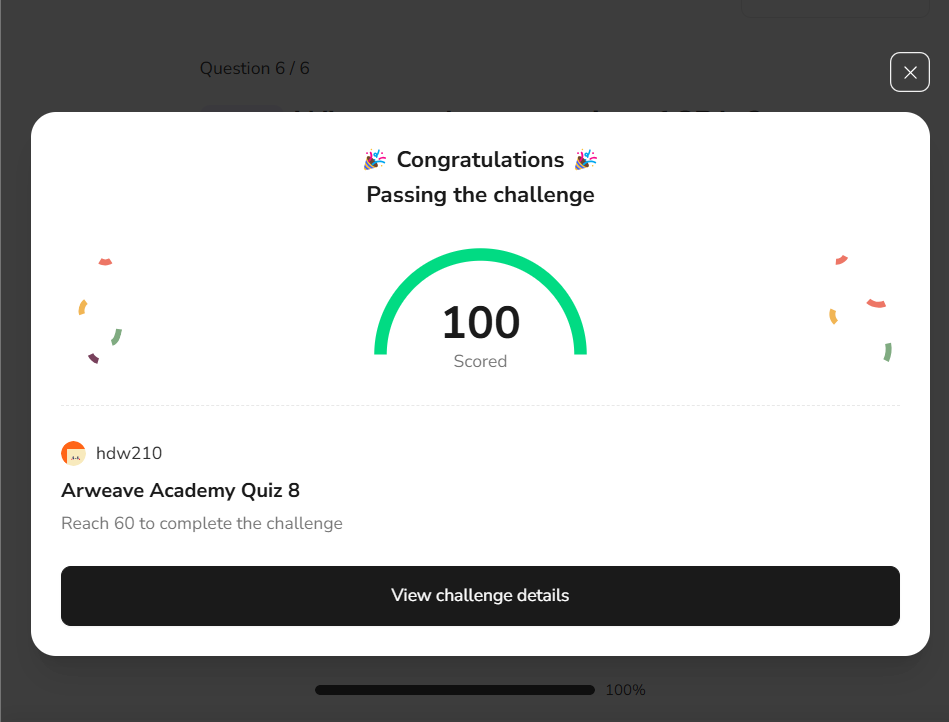 Question 6 / 6
Congratulations
Passing the challenge
100
Scored
hdw210
Arweave Academy Quiz 8
Reach 60 to complete the challenge
View challenge details
100%